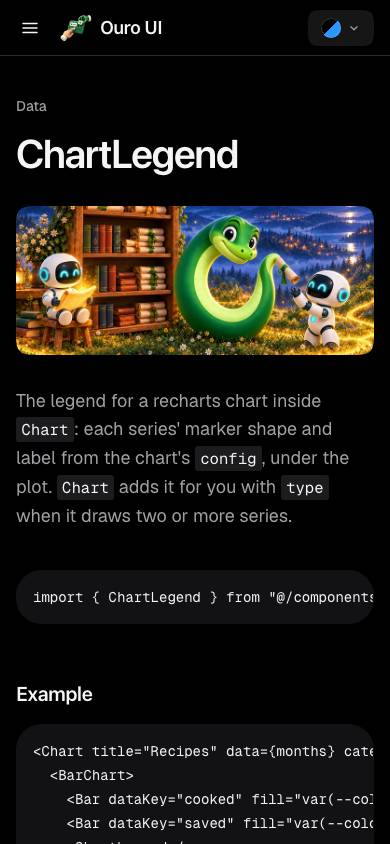 Ouro UI
Data
ChartLegend
The legend for a recharts chart inside
Chart: each series' marker shape and
label from the chart's config, under the
plot. Chart adds it for you with type
when it draws two or more series.
import { ChartLegend } from "@/components
Example
<Chart title="Recipes" data={months} cate
<BarChart>
<Bar dataKey="cooked" fill="var(--col
<Bar dataKey="saved" fill="var(--colo